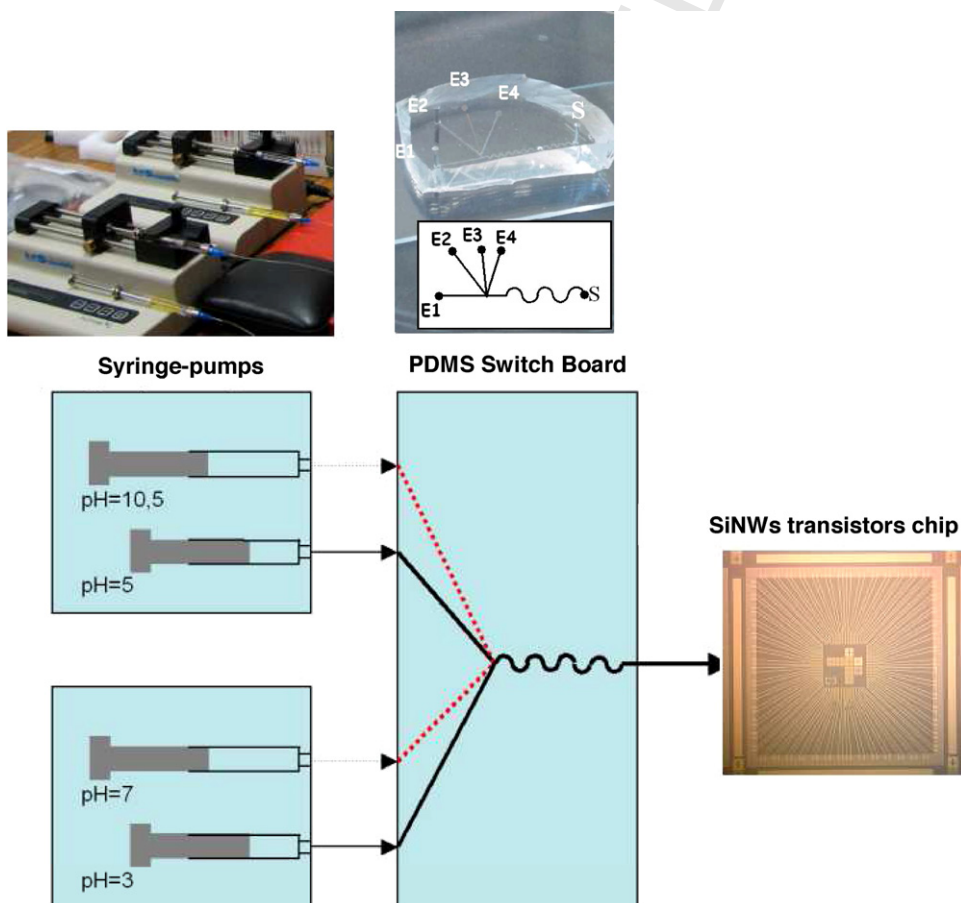 E3
E2
E4
S
E1
E2 E3 E4
E1
S
Syringe-pumps
PDMS Switch Board
pH=10,5
pH=5
SiNWs transistors chip
pH=7
pH=3